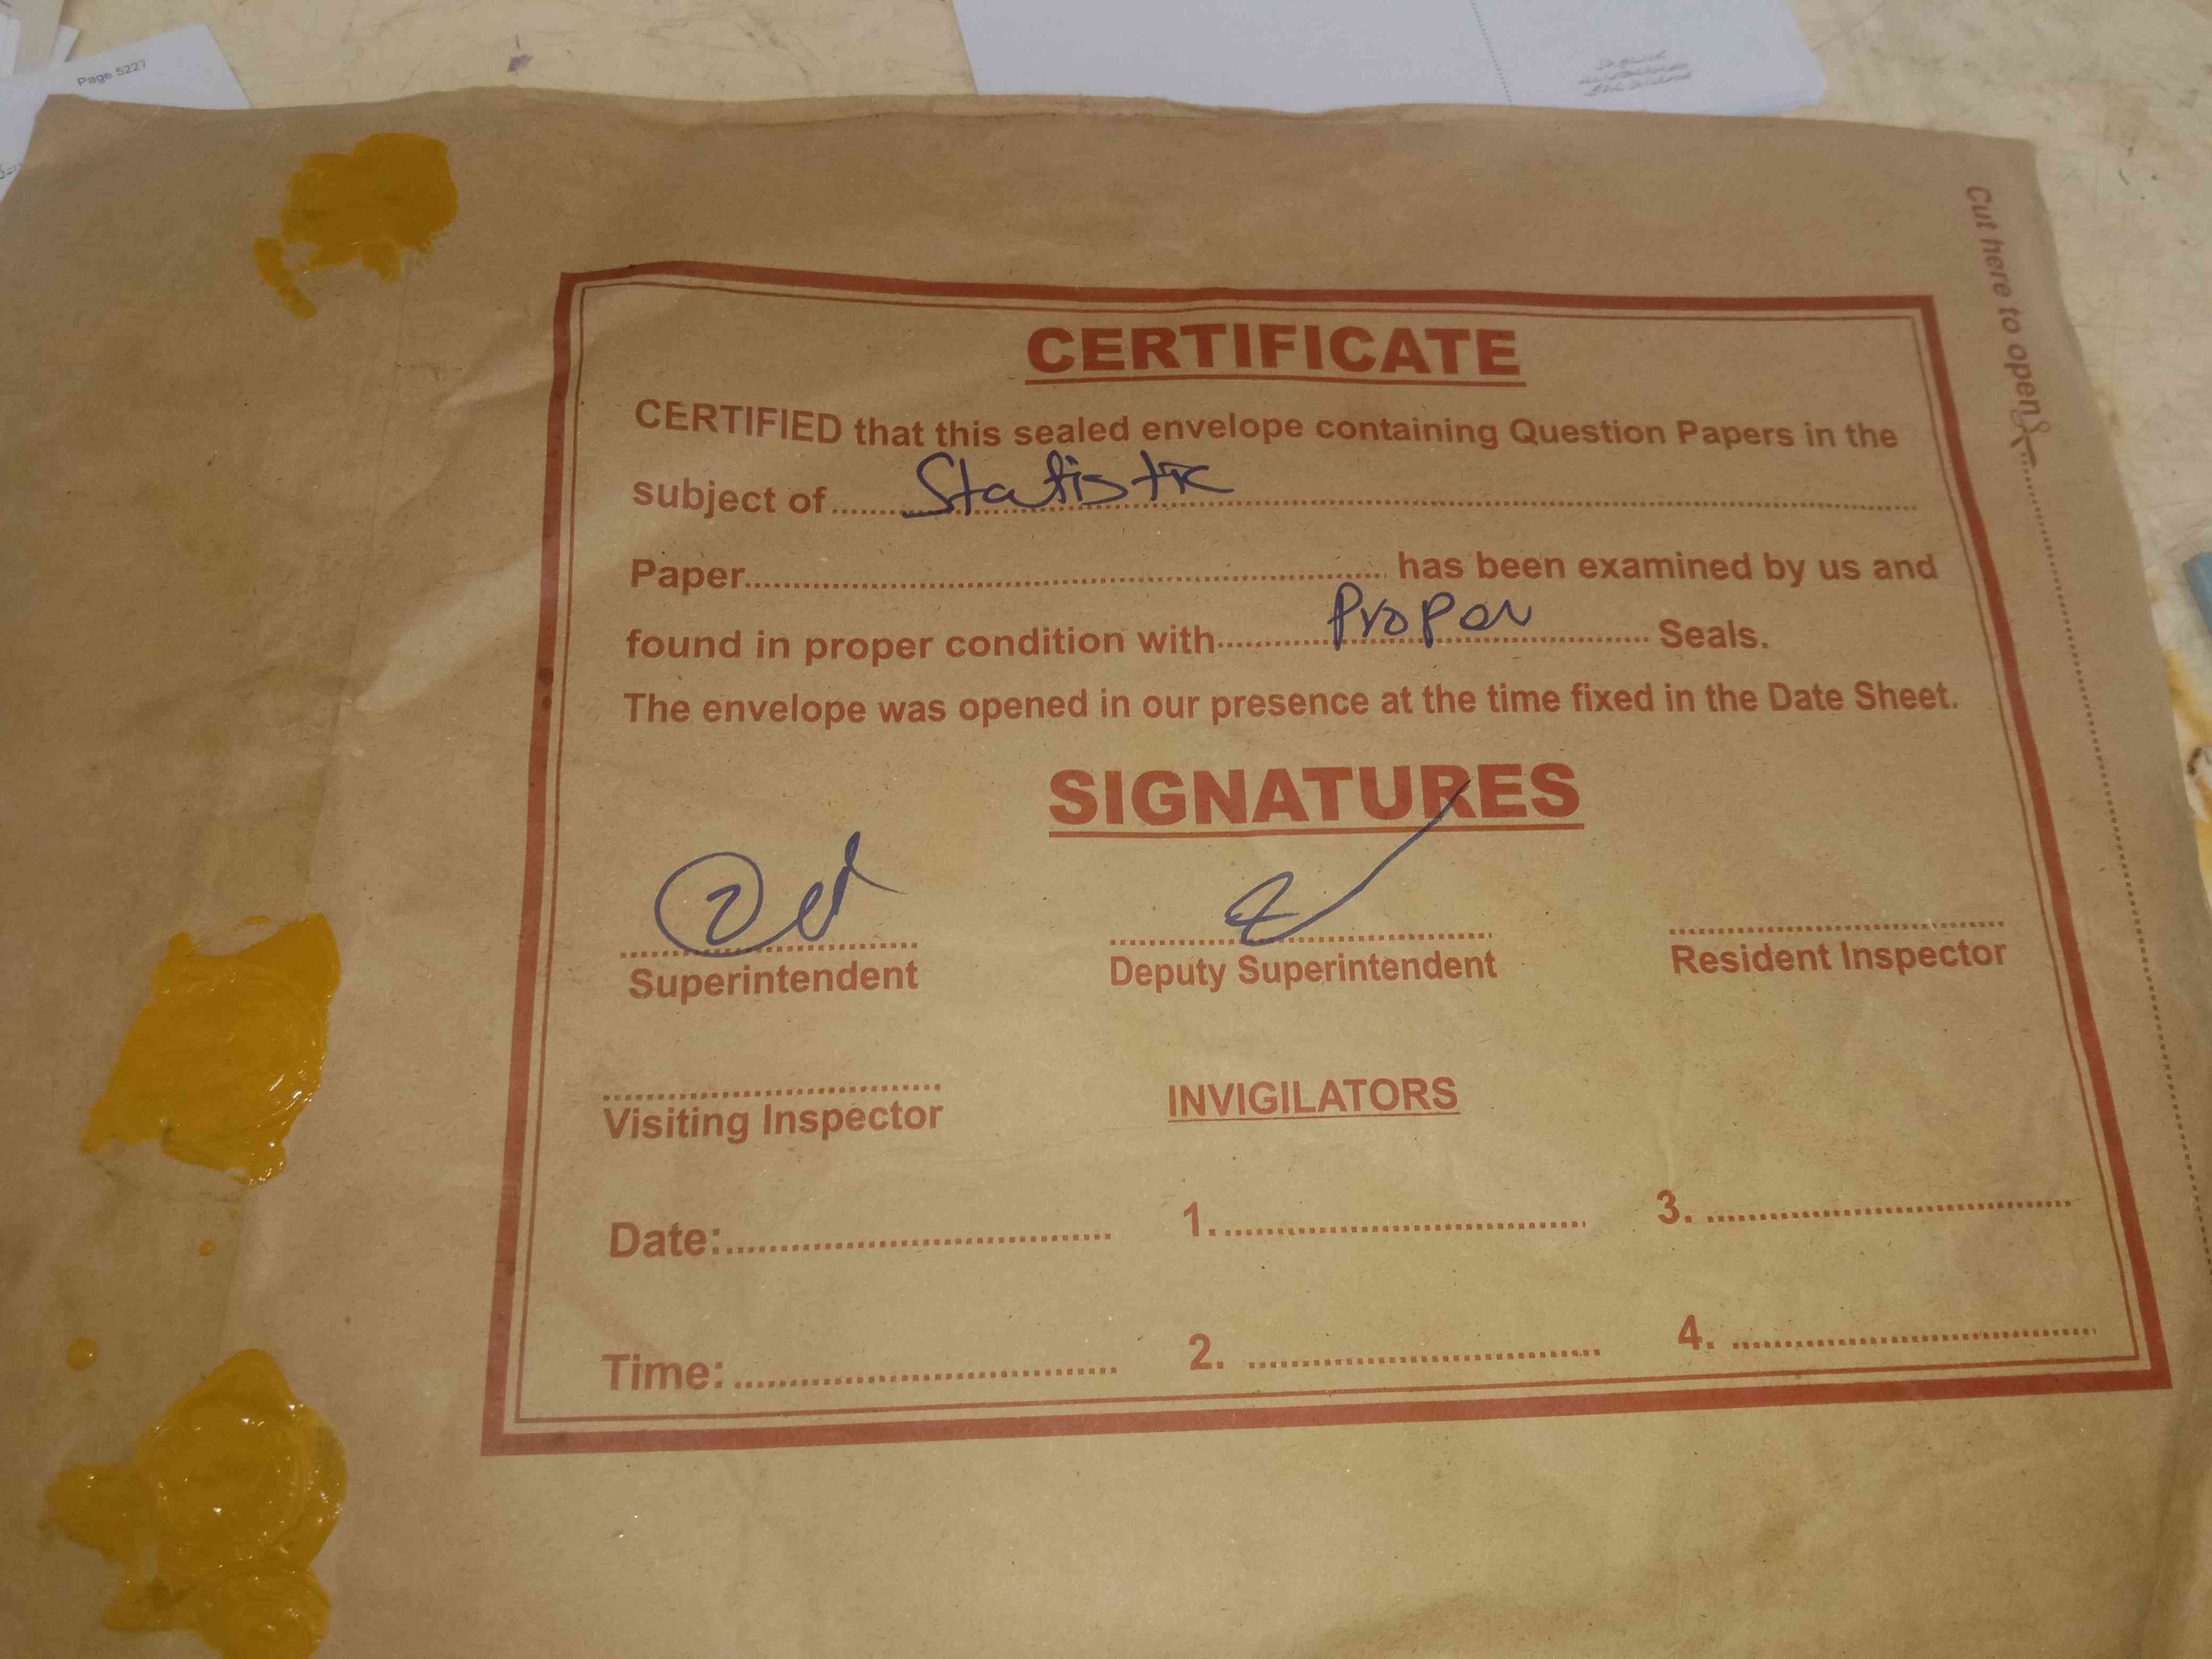 Page 5227
Cut here to open
CERTIFICATE
CERTIFIED that this sealed envelope containing Question Papers in the
subject of........Statistic........
Paper................ has been examined by us and
found in proper condition with........Proper........ Seals.
The envelope was opened in our presence at the time fixed in the Date Sheet.
SIGNATURES
Superintendent
Deputy Superintendent
Resident Inspector
Visiting Inspector
INVIGILATORS
Date:................ 1................. 3. ................
Time:................ 2. ................ 4. ................